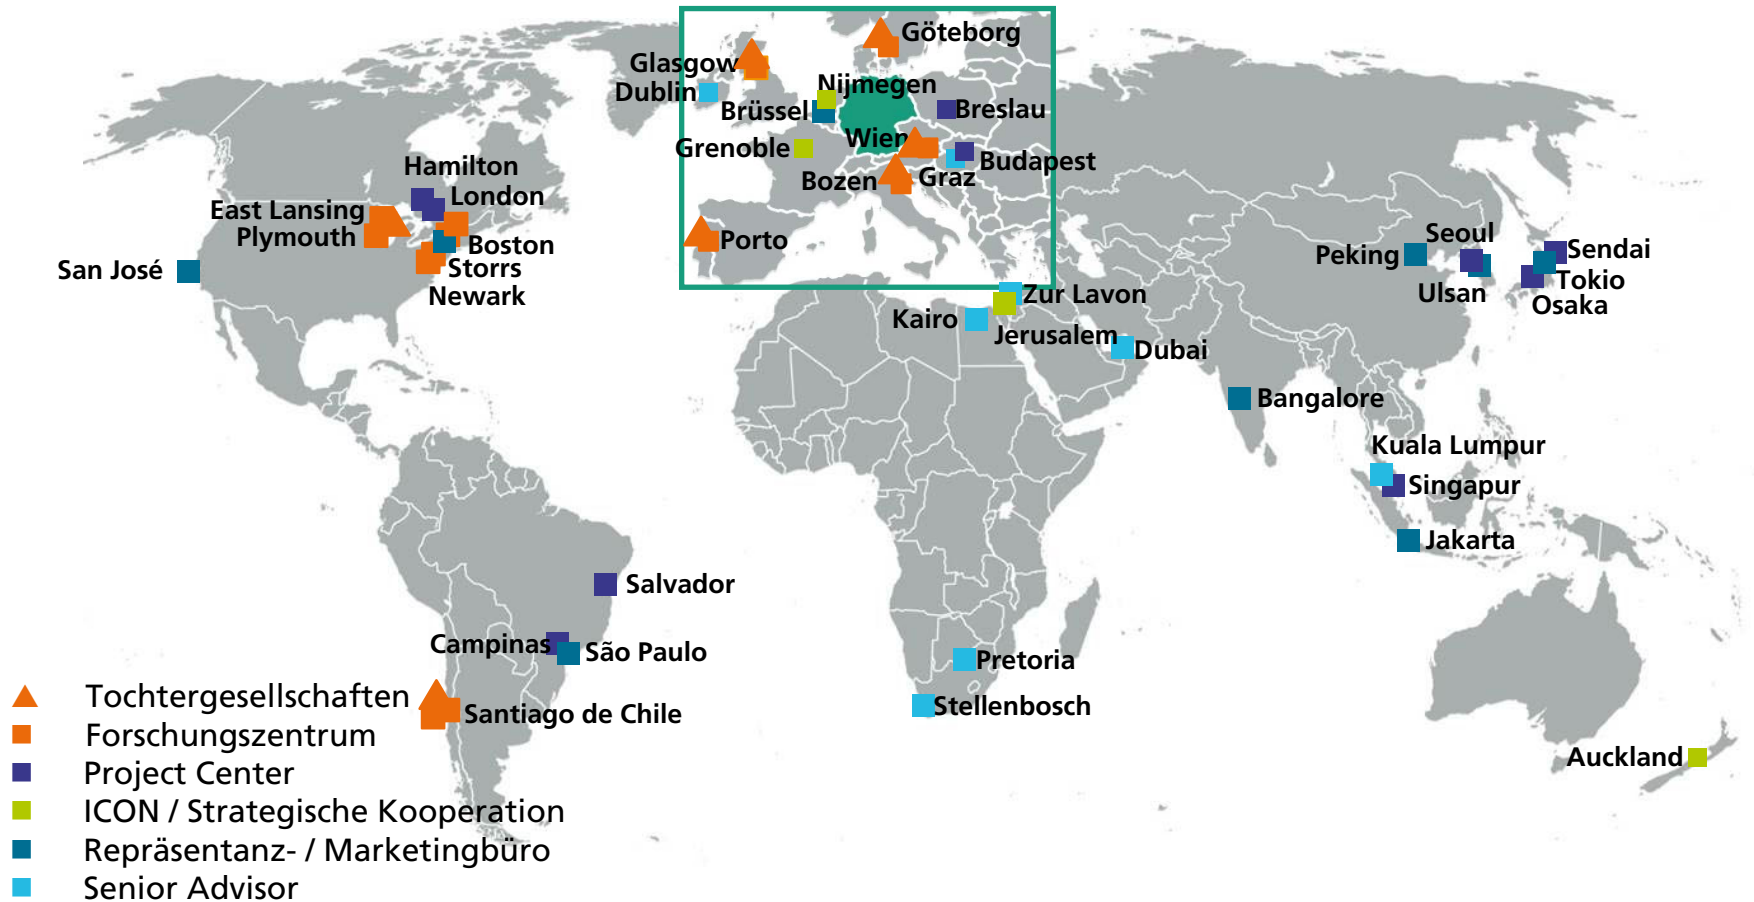 Göteborg
Glasgow
Dublin
Nijmegen
Brüssel
Breslau
Grenoble
Wien
Budapest
Bozen
Graz
Porto
Hamilton
London
East Lansing
Plymouth
Boston
Storrs
Newark
San José
Seoul
Peking
Sendai
Tokio
Ulsan
Osaka
Zur Lavon
Kairo
Jerusalem
Dubai
Bangalore
Kuala Lumpur
Singapur
Jakarta
Salvador
Campinas
São Paulo
Pretoria
Stellenbosch
Santiago de Chile
Auckland
Tochtergesellschaften
Forschungszentrum
Project Center
ICON / Strategische Kooperation
Repräsentanz- / Marketingbüro
Senior Advisor